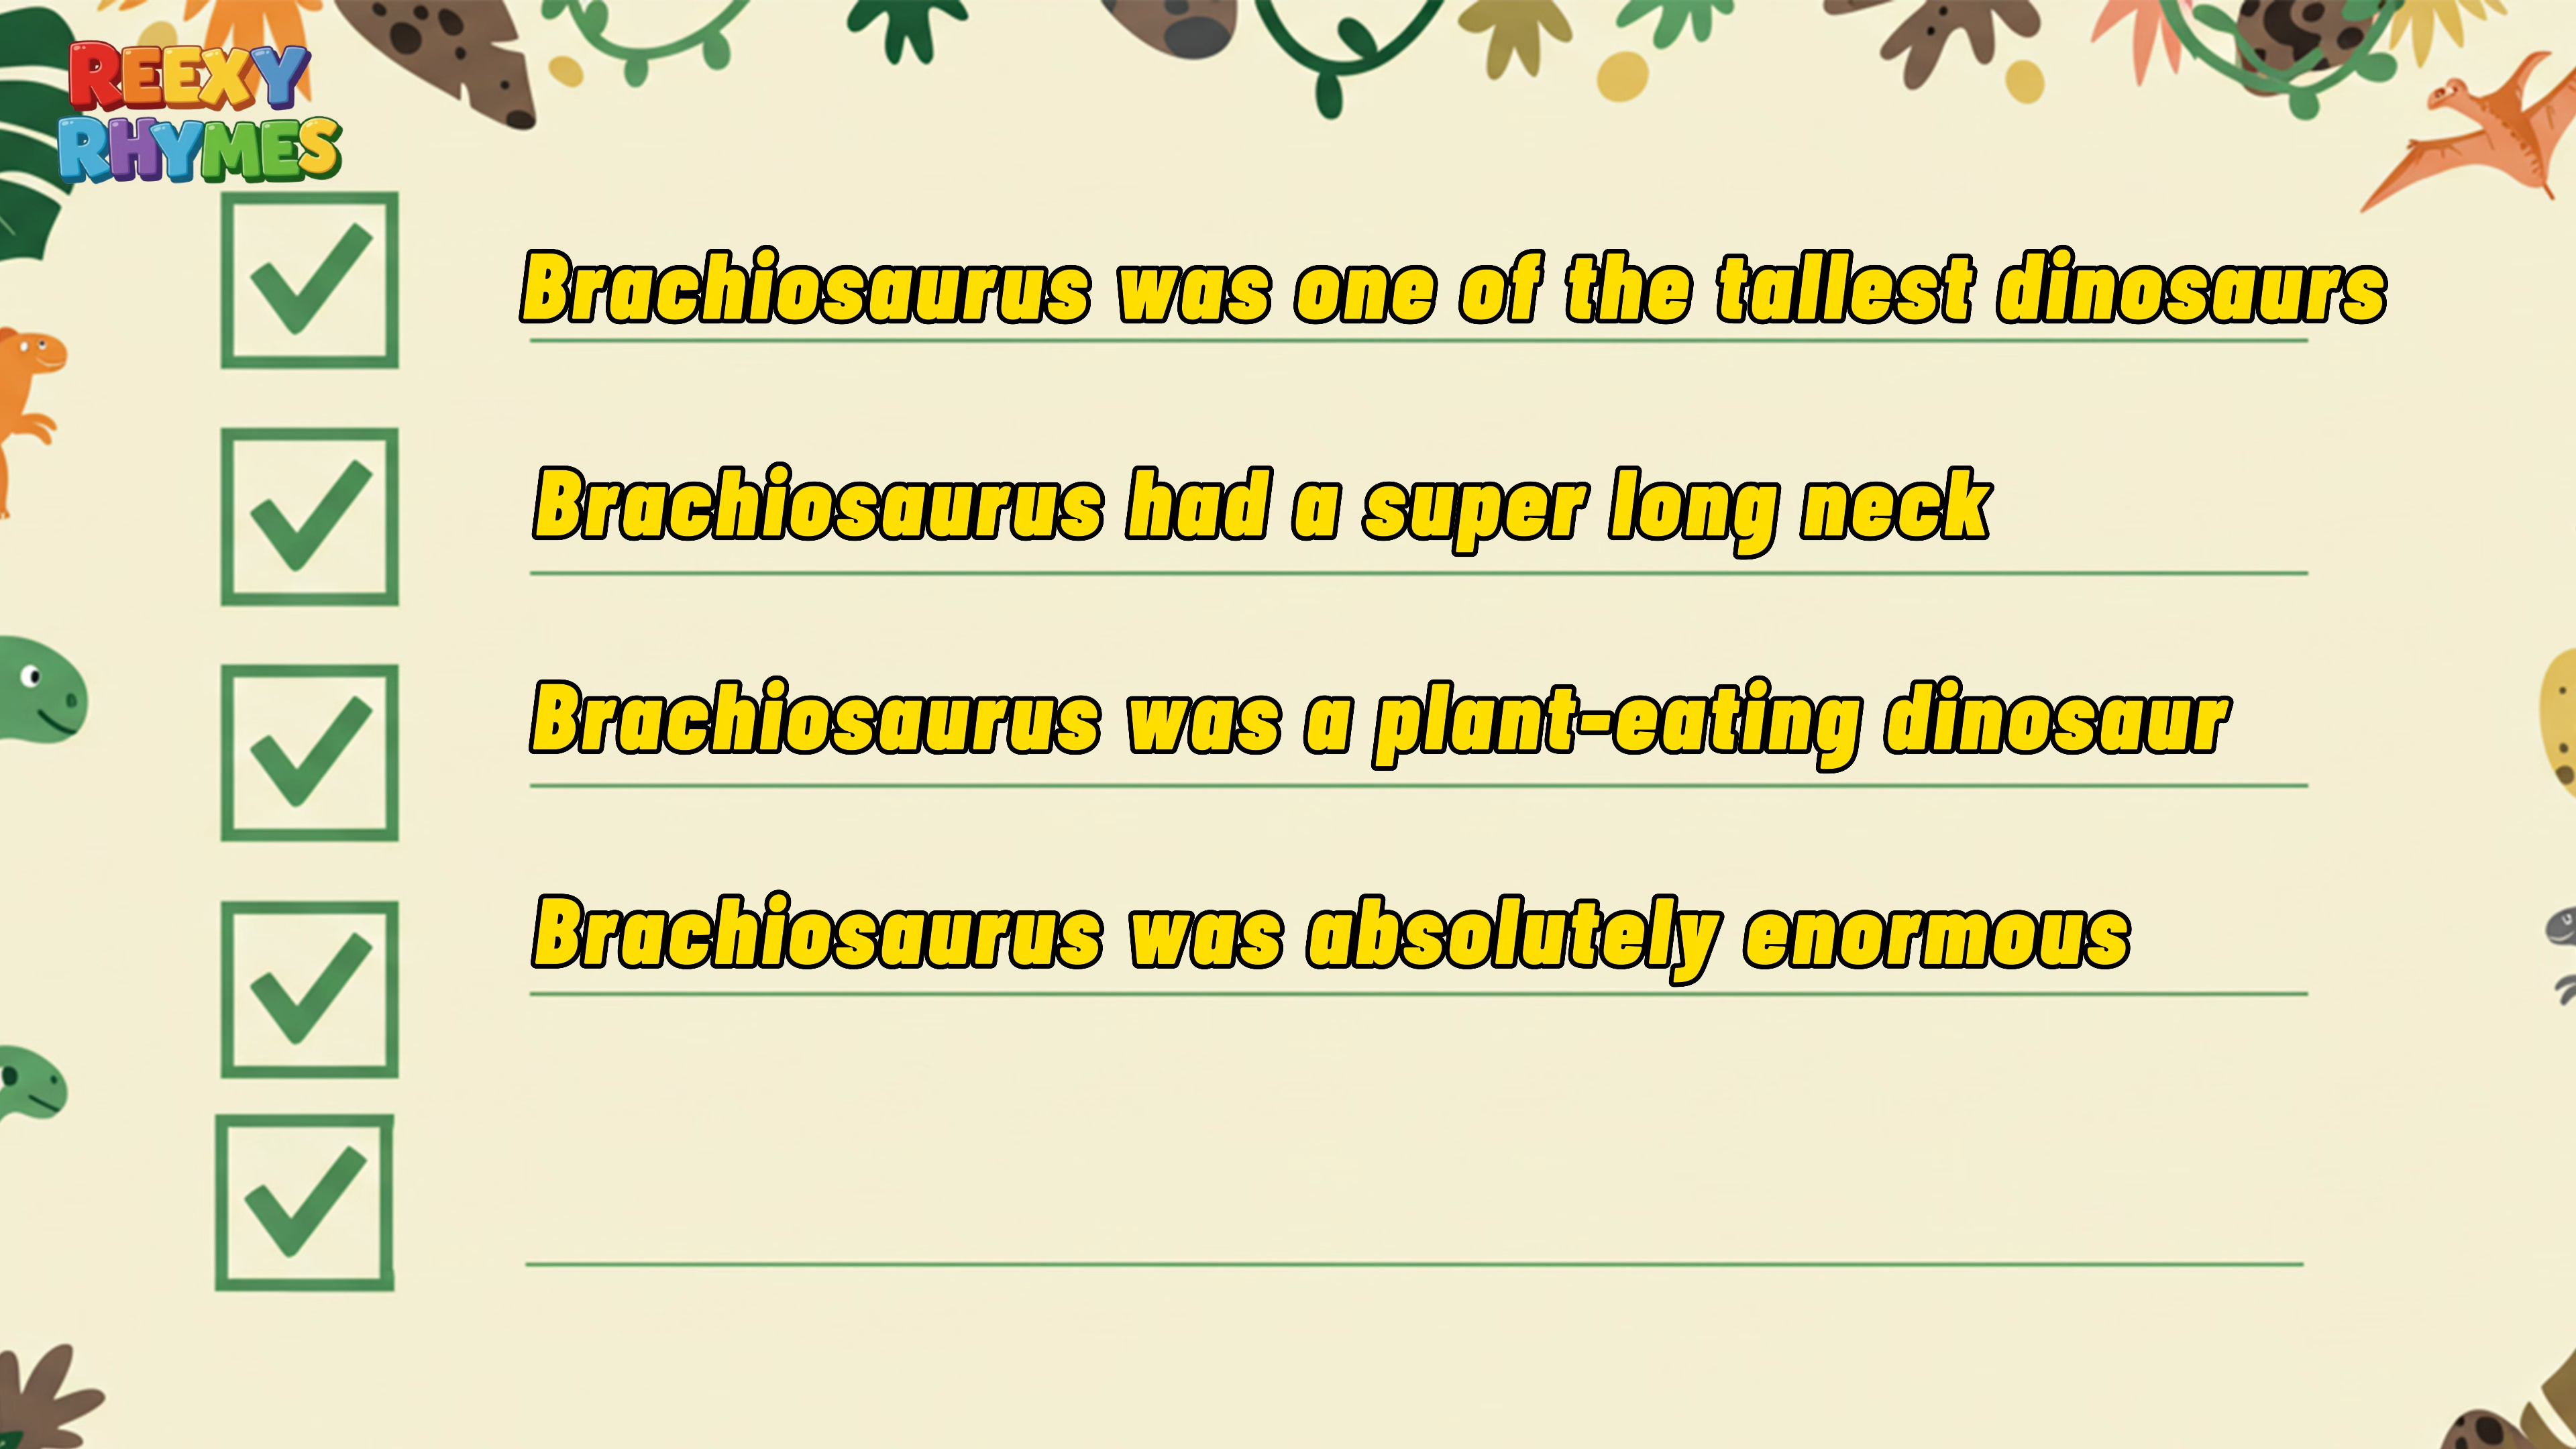 REEXY
RHYMES
Brachiosaurus was one of the tallest dinosaurs
Brachiosaurus had a super long neck
Brachiosaurus was a plant-eating dinosaur
Brachiosaurus was absolutely enormous